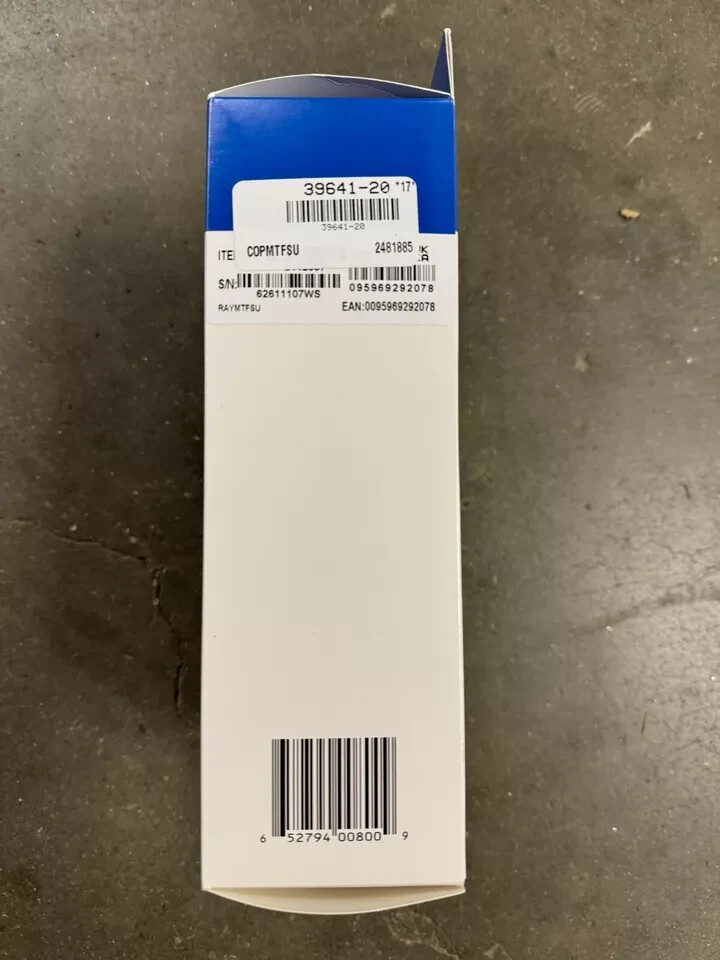 39641-20 *17*
39641-20
COPMTFSU 2481885
ITE
S/N:
62611107WS
095969292078
RAYMTFSU EAN:0095969292078
6 52794 00800 9